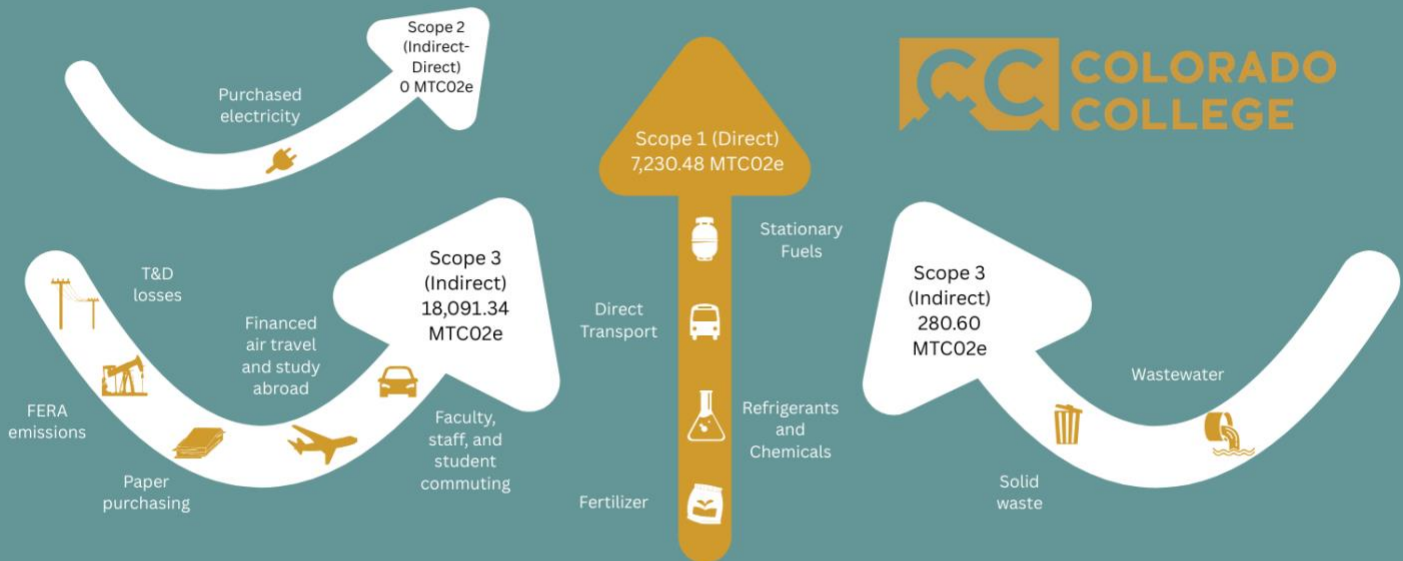 Scope 2
(Indirect-
Direct)
0 MTC02e
Purchased
electricity
COLORADO
COLLEGE
Scope 1 (Direct)
7,230.48 MTC02e
Stationary
Fuels
Direct
Transport
Refrigerants
and
Chemicals
Fertilizer
T&D
losses
FERA
emissions
Paper
purchasing
Financed
air travel
and study
abroad
Faculty,
staff, and
student
commuting
Scope 3
(Indirect)
18,091.34
MTC02e
Scope 3
(Indirect)
280.60
MTC02e
Wastewater
Solid
waste
CC